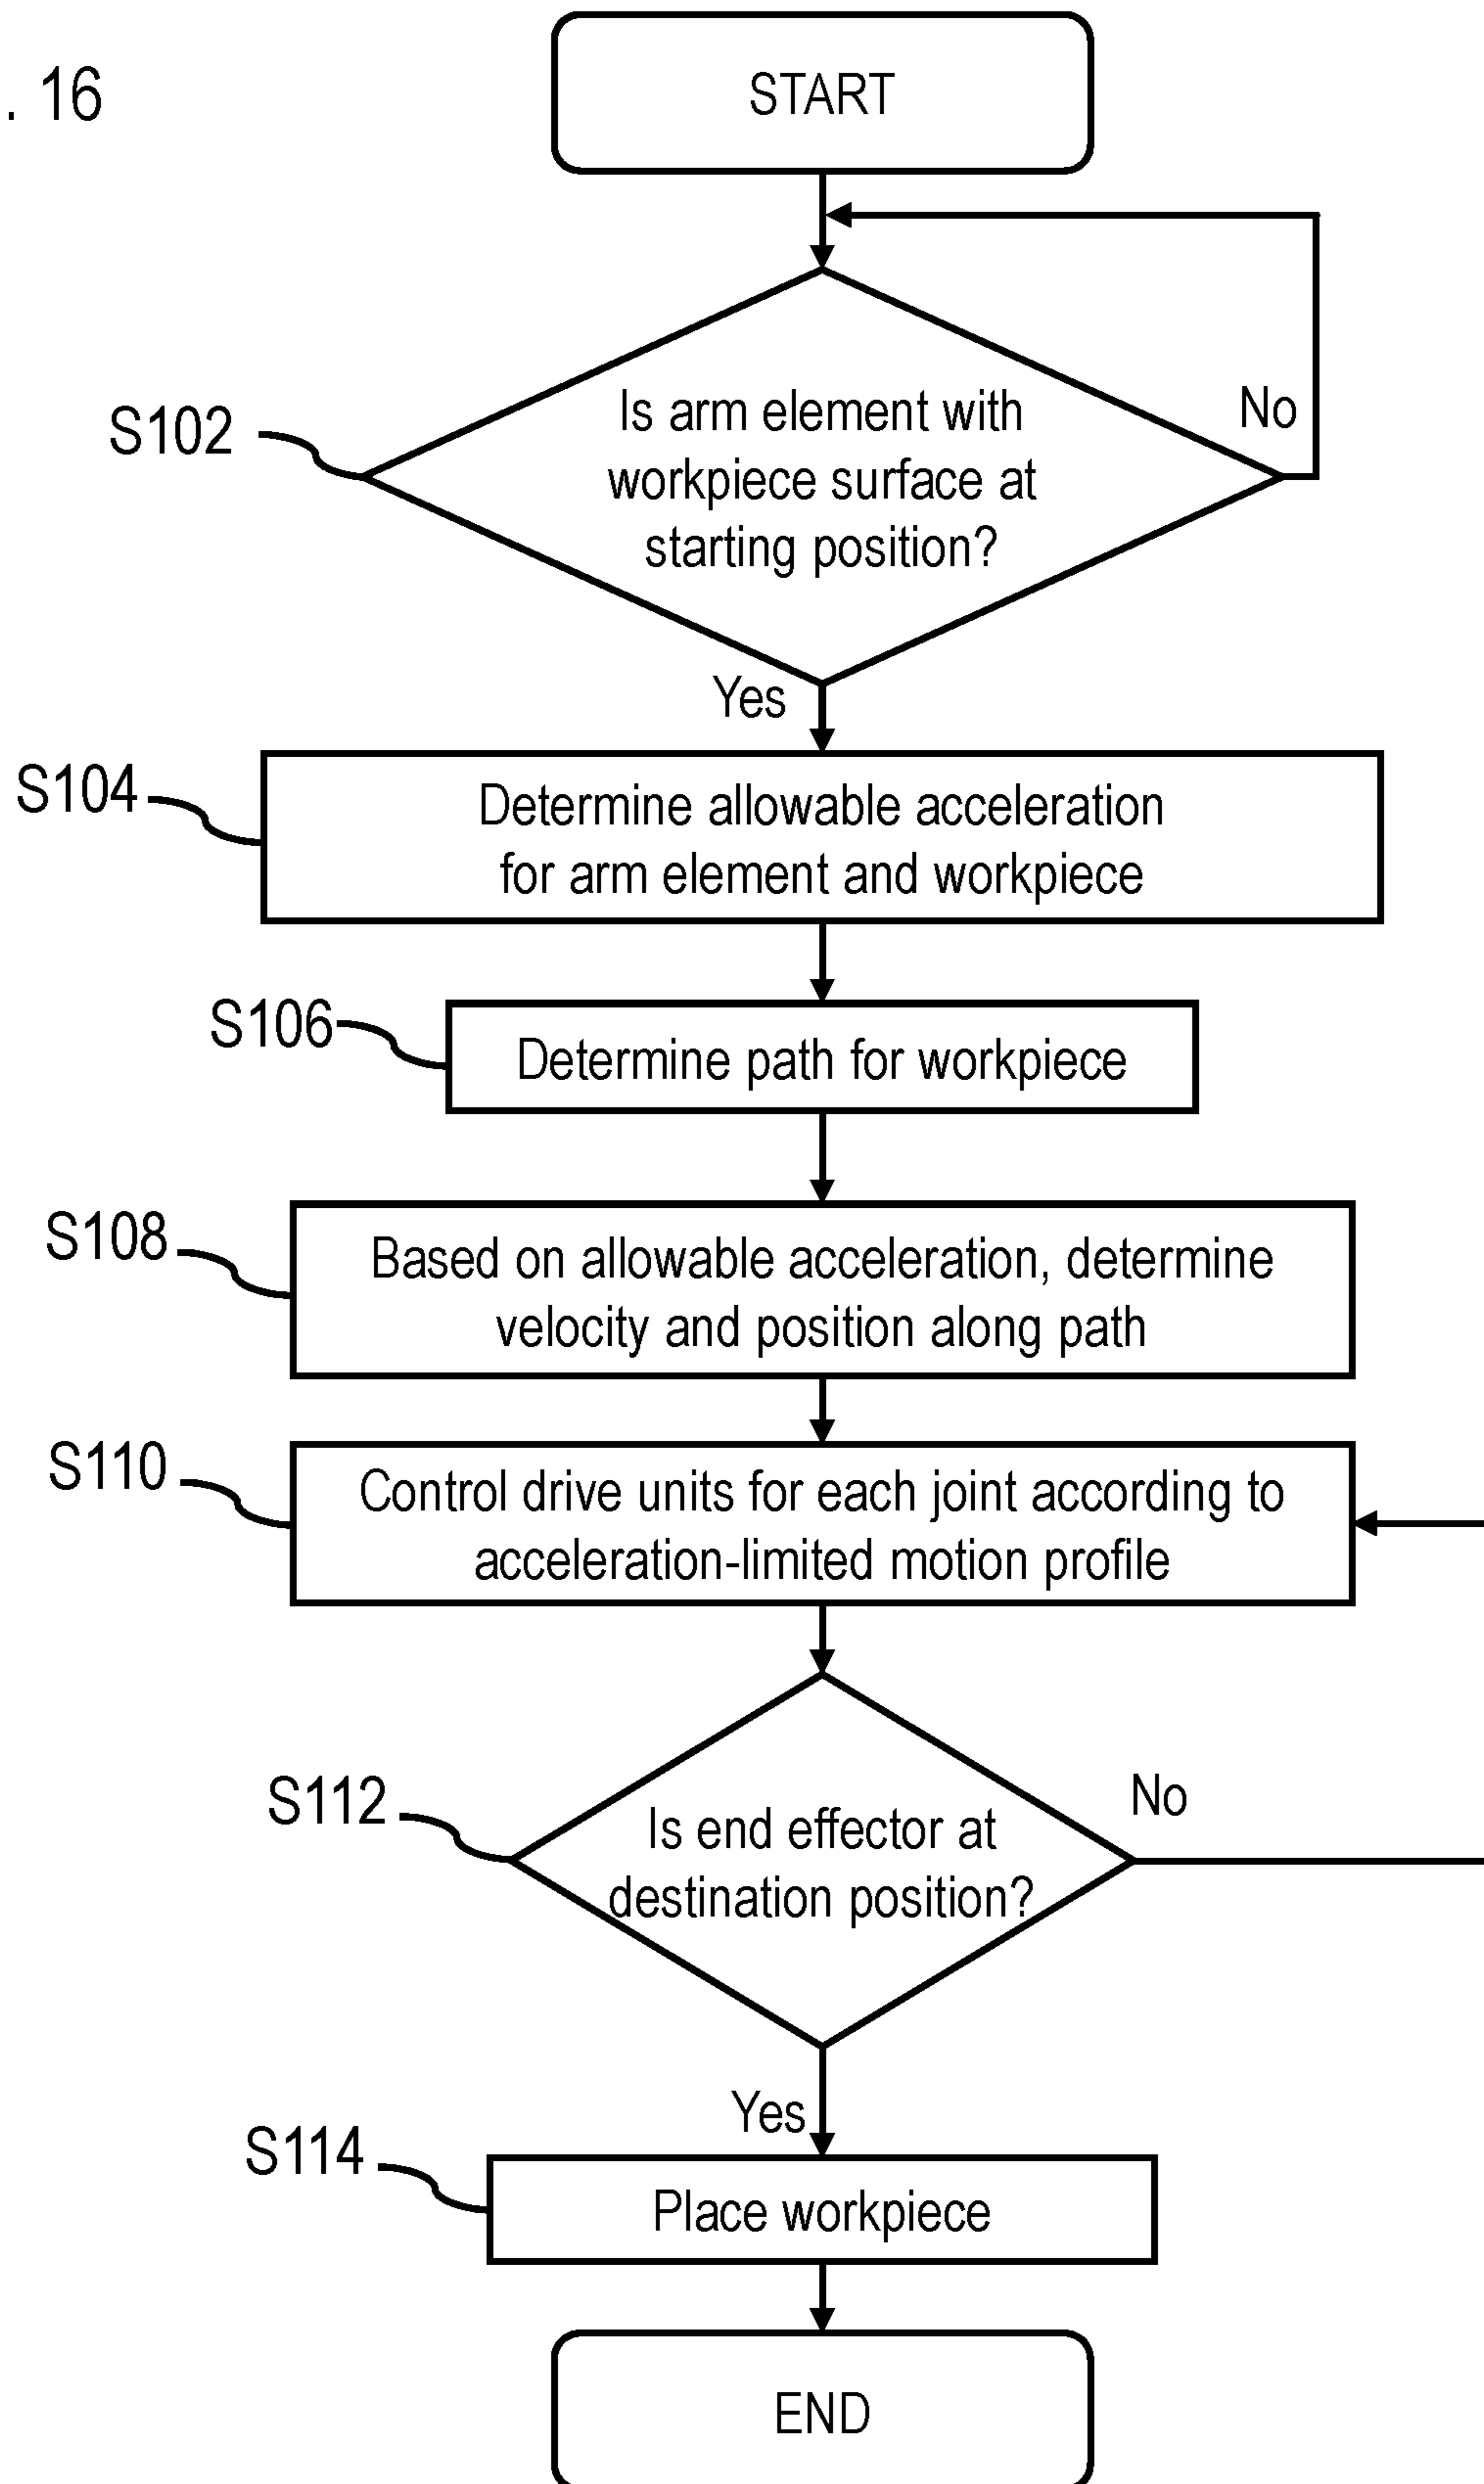 . 16
START
Is arm element with
workpiece surface at
starting position?
No
S102
Yes
S104
Determine allowable acceleration
for arm element and workpiece
S106
Determine path for workpiece
S108
Based on allowable acceleration, determine
velocity and position along path
S110
Control drive units for each joint according to
acceleration-limited motion profile
S112
Is end effector at
destination position?
No
Yes
S114
Place workpiece
END